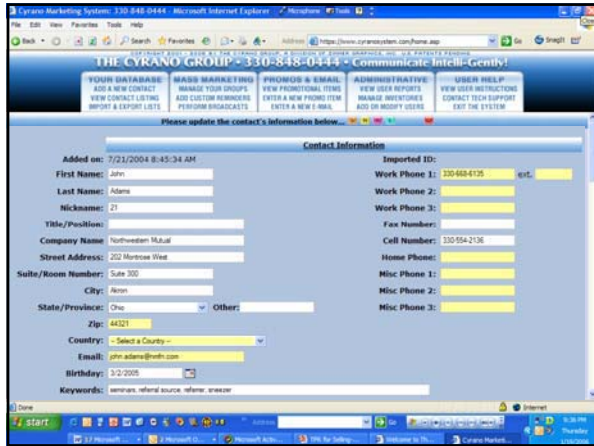 Cyrano Marketing System: 330-848-0444 - Microsoft Internet Explorer Microphone Tools
File Edit View Favorites Tools Help
Back Search Favorites Address https://www.cyranosystem.com/home.asp Go SnagIt
THE CYRANO GROUP • 330-848-0444 • Communicate Intelli-Gently!
YOUR DATABASE MASS MARKETING PROMOS & EMAIL ADMINISTRATIVE USER HELP
ADD A NEW CONTACT MANAGE YOUR GROUPS VIEW PROMOTIONAL ITEMS VIEW USER REPORTS VIEW USER INSTRUCTIONS
VIEW CONTACT LISTING ADD CUSTOM REMINDERS ENTER A NEW PROMO ITEM MANAGE INVENTORIES CONTACT TECH SUPPORT
IMPORT & EXPORT LISTS PERFORM BROADCASTS ENTER A NEW E-MAIL ADD OR MODIFY USERS EXIT THE SYSTEM
Please update the contact's information below...
Contact Information
Added on: 7/21/2004 8:45:34 AM Imported ID:
First Name: John Work Phone 1: 330-668-6135 ext.
Last Name: Adams Work Phone 2:
Nickname: 21 Work Phone 3:
Title/Position: Fax Number:
Company Name Northwestern Mutual Cell Number: 330-554-2136
Street Address: 202 Montrose West Home Phone:
Suite/Room Number: Suite 300 Misc Phone 1:
City: Akron Misc Phone 2:
State/Province: Ohio Other: Misc Phone 3:
Zip: 44321
Country: -- Select a Country --
Email: john.adams@nmfn.com
Birthday: 3/2/2005
Keywords: seminars, referral source, referrer, sneezer
Done Internet
start Address Go 5:36 PM
Thursday